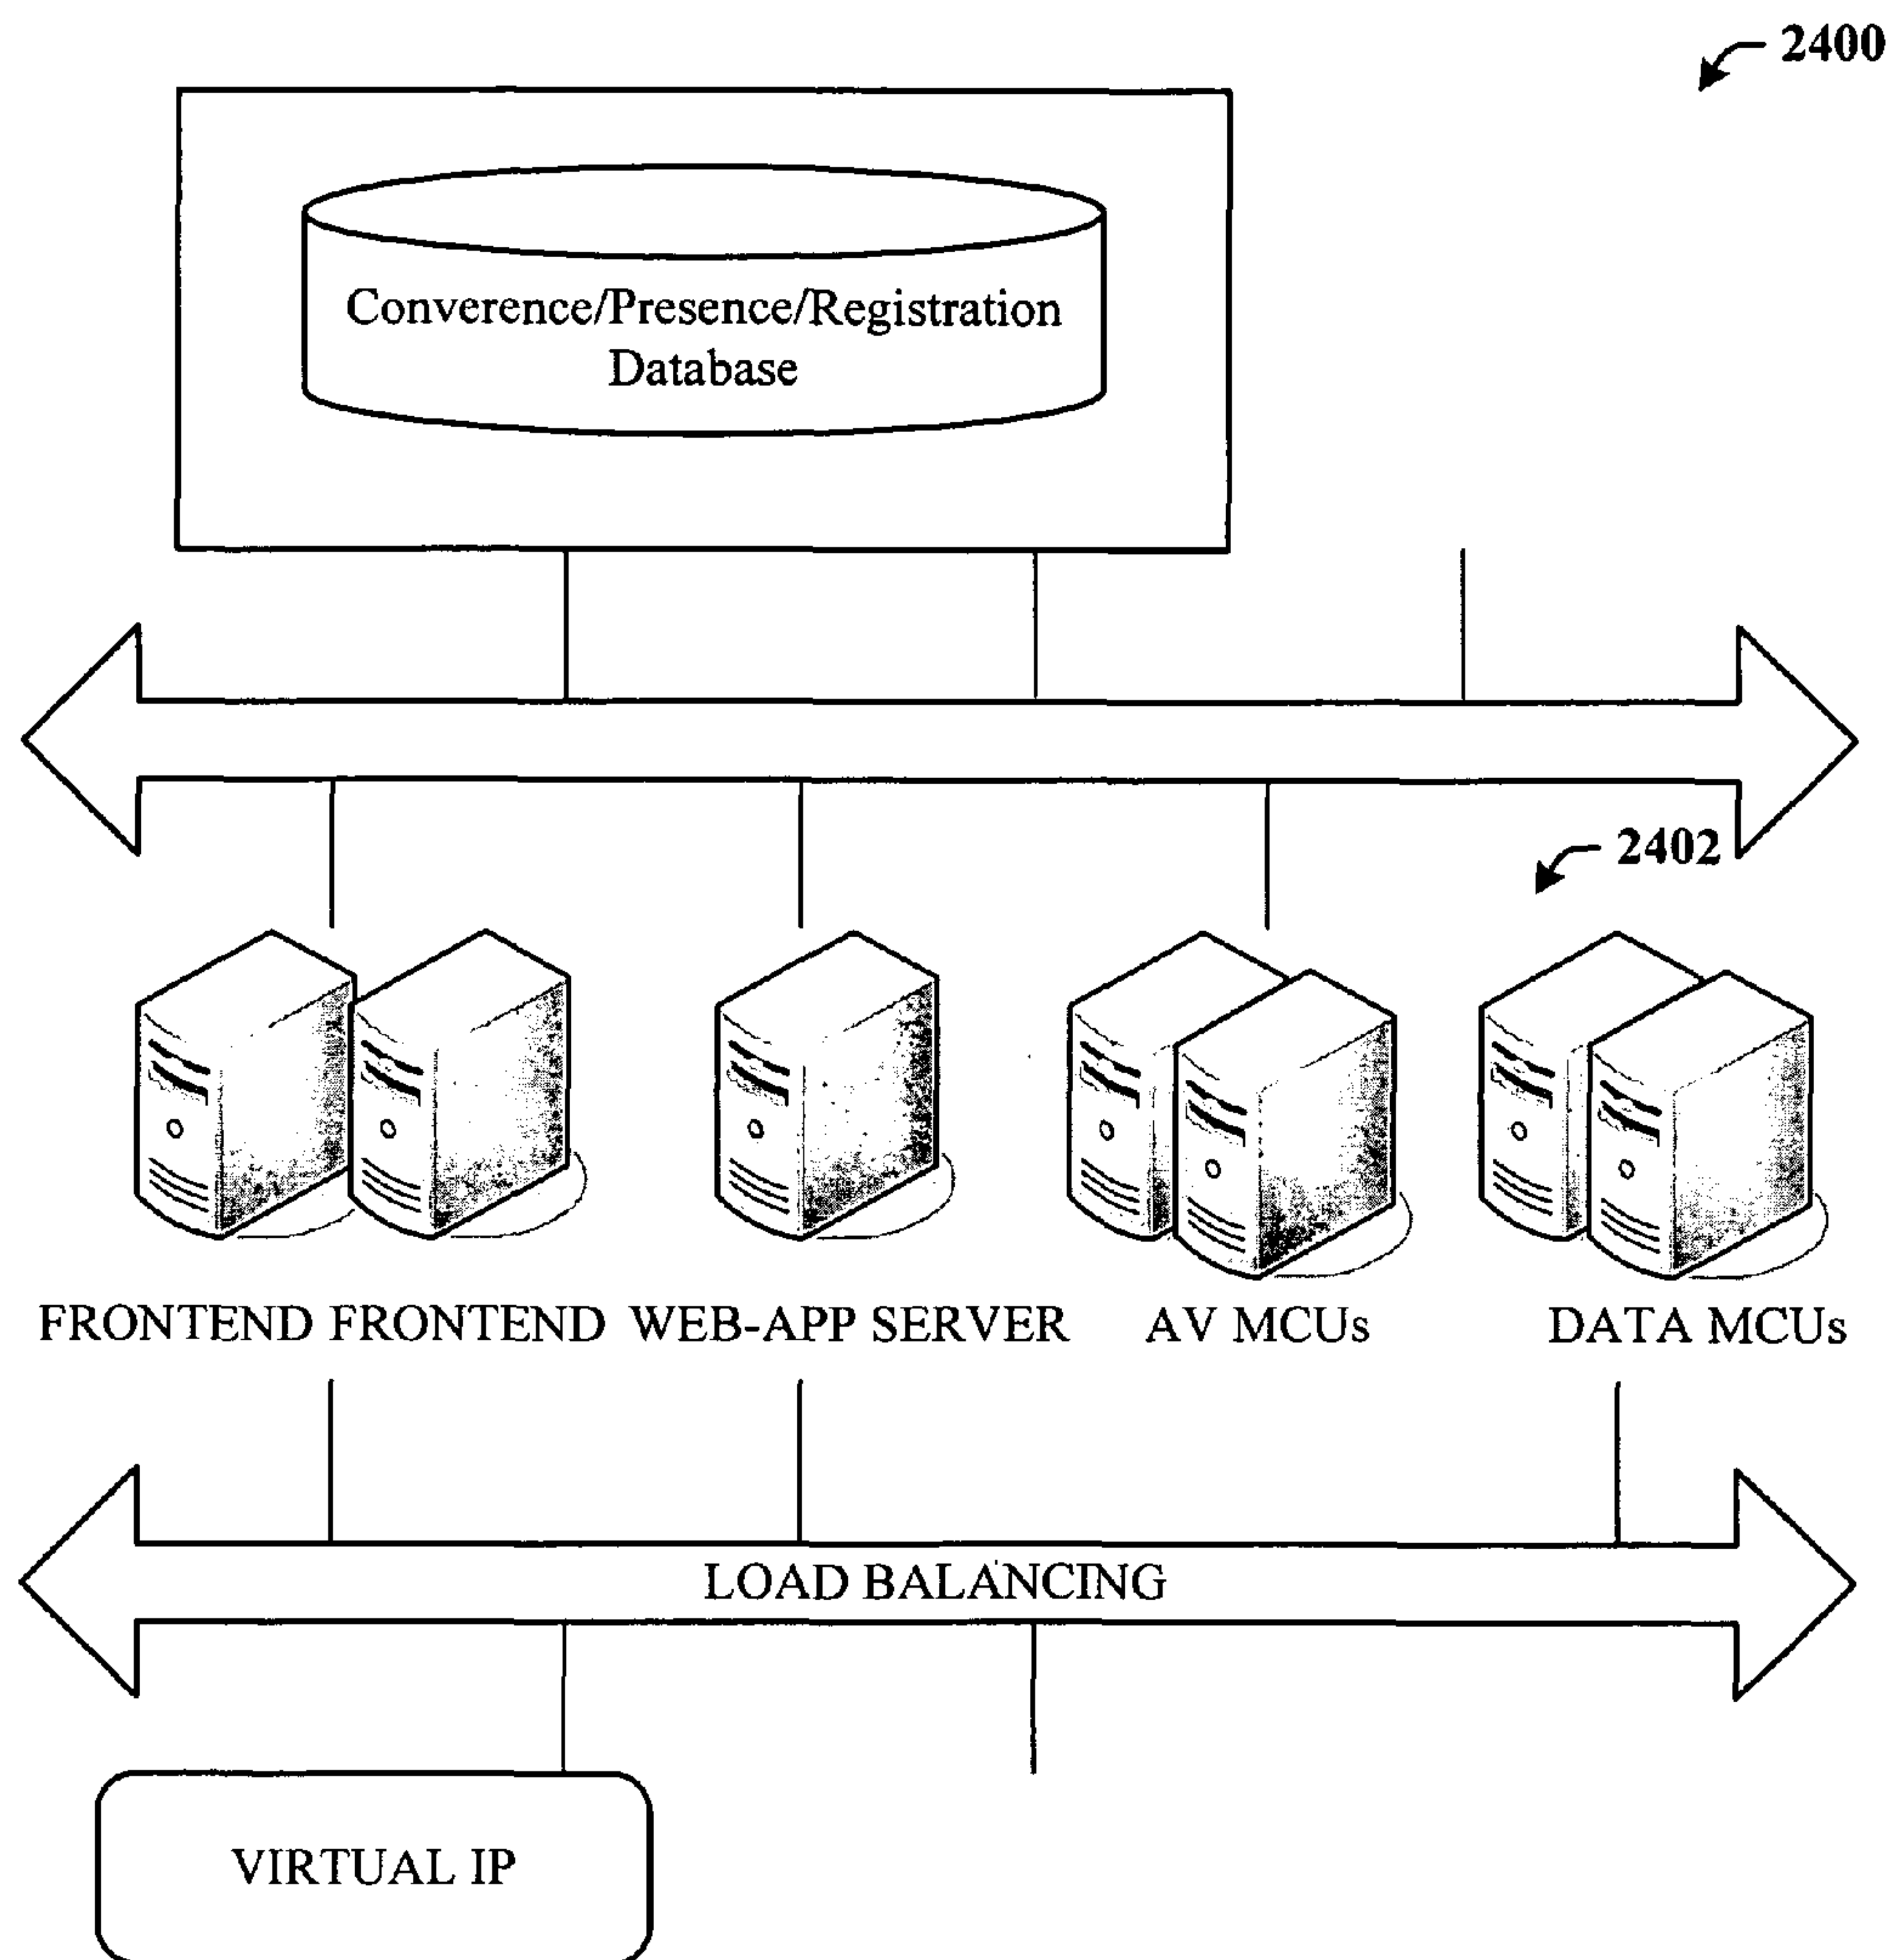 2400
Converence/Presence/Registration
Database
2402
FRONTEND FRONTEND WEB-APP SERVER AV MCUs DATA MCUs
LOAD BALANCING
VIRTUAL IP